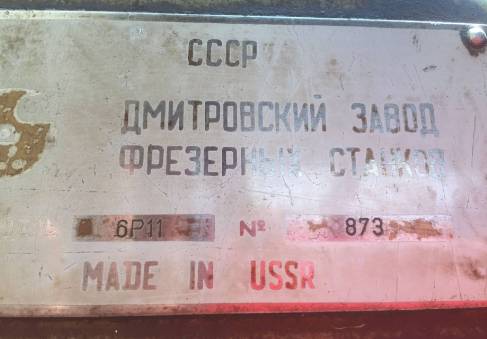 СССР
ДМИТРОВСКИЙ ЗАВОД
ФРЕЗЕРНЫХ СТАНКОВ
6Р11 № 873
MADE IN USSR